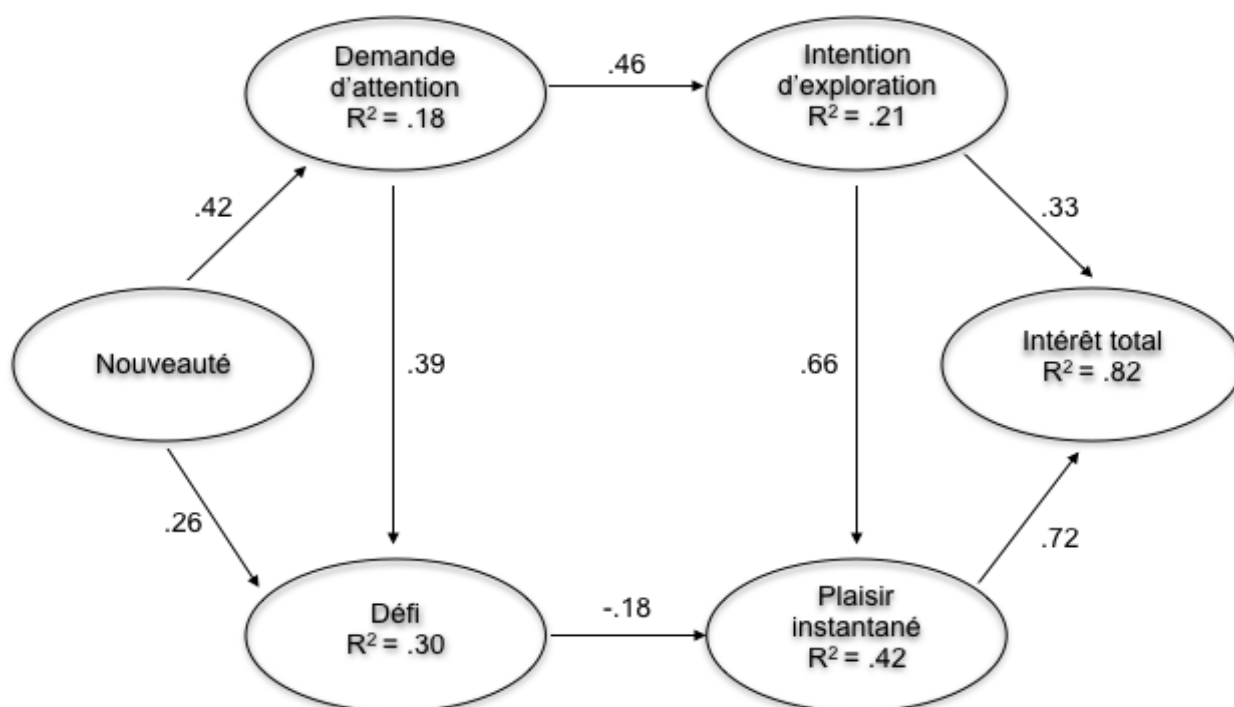 Demande
d'attention
R² = .18
.46
Intention
d'exploration
R² = .21
.42
.33
Nouveauté
.39
.66
Intérêt total
R² = .82
.26
.72
Défi
R² = .30
-.18
Plaisir
instantané
R² = .42